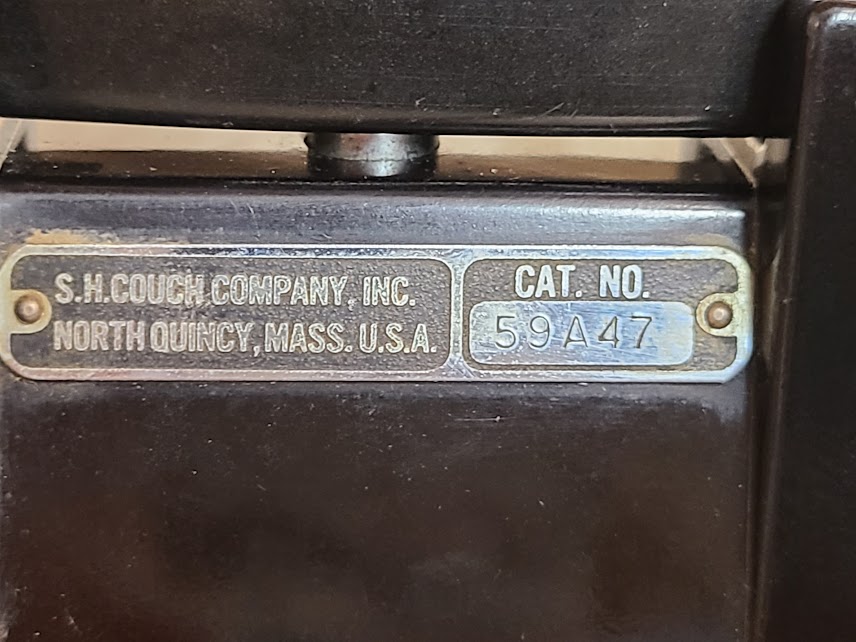 S.H.COUCH COMPANY, INC.
NORTH QUINCY, MASS. U.S.A.
CAT. NO.
59A47